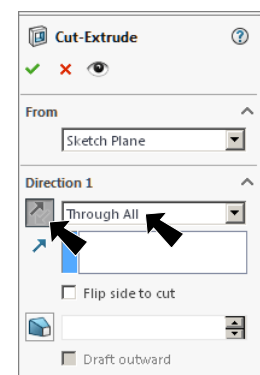 Cut-Extrude
From
Sketch Plane
Direction 1
Through All
Flip side to cut
Draft outward